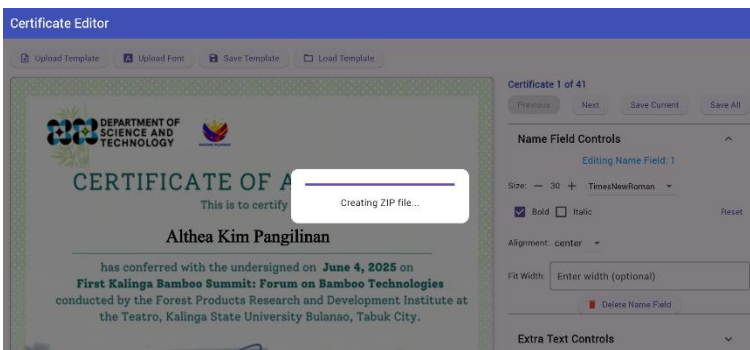 Certificate Editor
Upload Template
Upload Font
Save Template
Load Template
Certificate 1 of 41
Previous
Next
Save Current
Save All
DEPARTMENT OF
SCIENCE AND
TECHNOLOGY
CERTIFICATE OF A
This is to certify
Althea Kim Pangilinan
has conferred with the undersigned on June 4, 2025 on
First Kalinga Bamboo Summit: Forum on Bamboo Technologies
conducted by the Forest Products Research and Development Institute at
the Teatro, Kalinga State University Bulanao, Tabuk City.
Creating ZIP file...
Name Field Controls
Editing Name Field: 1
Size: — 30 + TimesNewRoman
Bold
Italic
Reset
Alignment: center
Fit Width: Enter width (optional)
Delete Name Field
Extra Text Controls